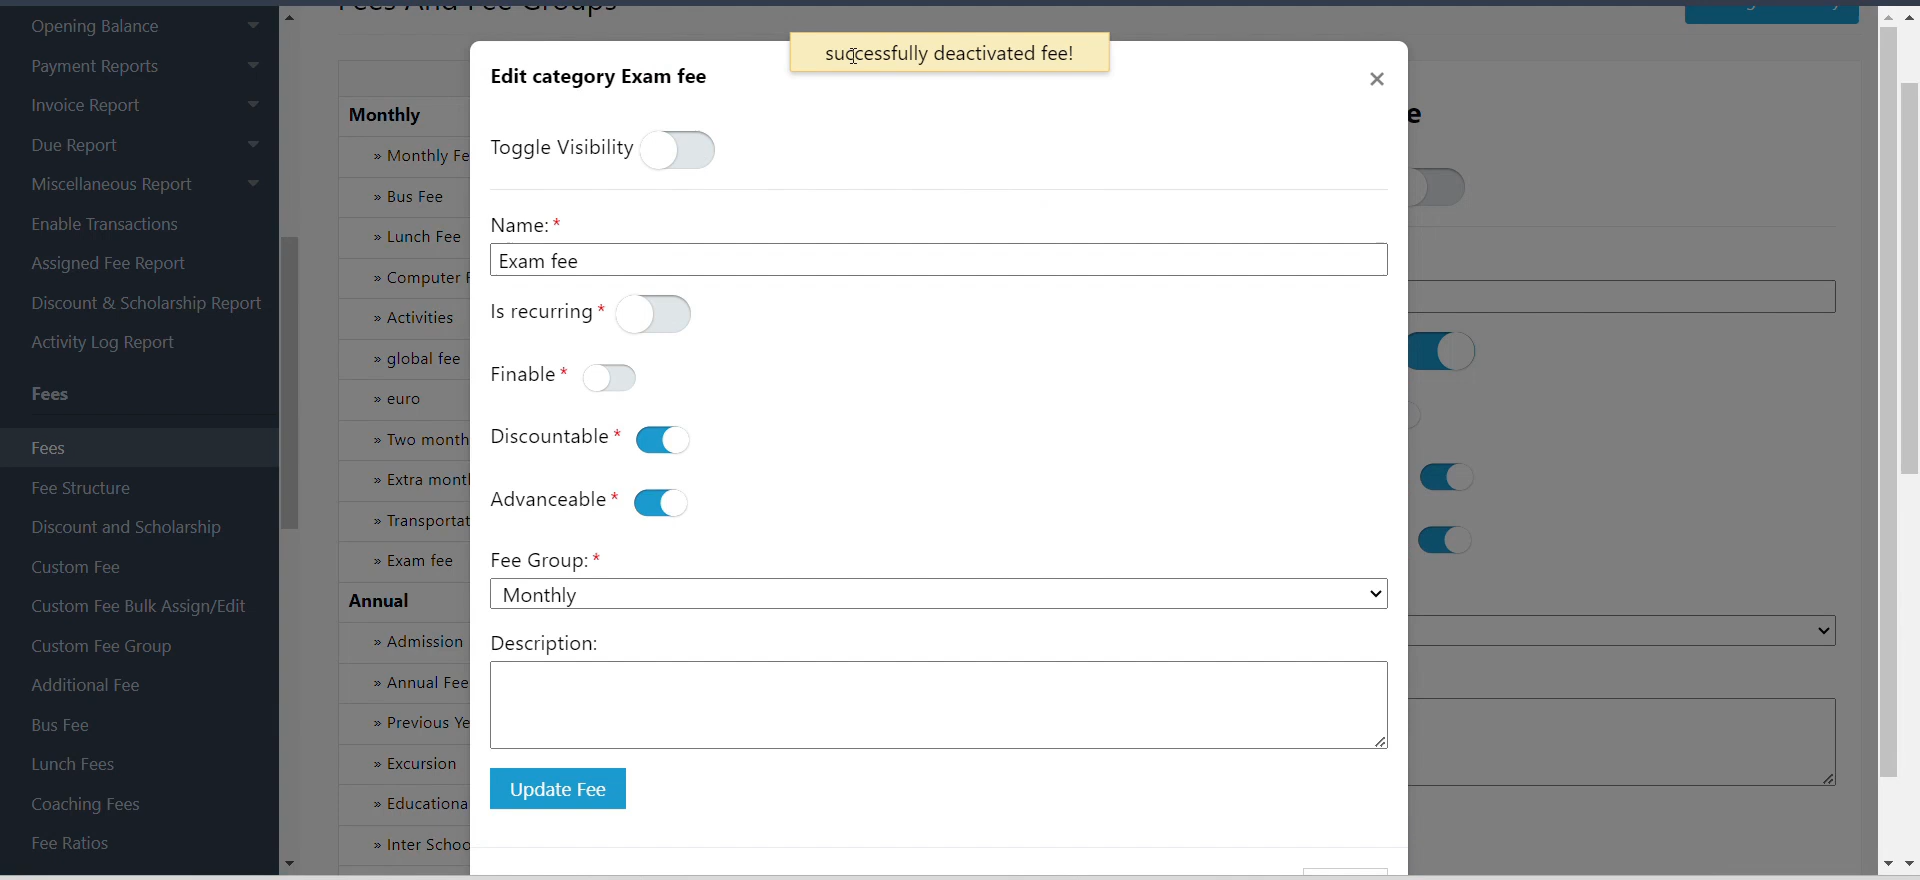 Opening Balance
Payment Reports
Invoice Report
Due Report
Miscellaneous Report
Enable Transactions
Assigned Fee Report
Discount & Scholarship Report
Activity Log Report
Fees
Fees
Fee Structure
Discount and Scholarship
Custom Fee
Custom Fee Bulk Assign/Edit
Custom Fee Group
Additional Fee
Bus Fee
Lunch Fees
Coaching Fees
Fee Ratios
Fees And Fee Groups
Monthly
» Monthly Fe
» Bus Fee
» Lunch Fee
» Computer F
» Activities
» global fee
» euro
» Two month
» Extra mont
» Transportat
» Exam fee
Annual
» Admission
» Annual Fee
» Previous Ye
» Excursion
» Educationa
» Inter Schoo
successfully deactivated fee!
Edit category Exam fee
×
Toggle Visibility
Name: *
Exam fee
Is recurring *
Finable *
Discountable *
Advanceable *
Fee Group: *
Monthly
Description:
Update Fee
e